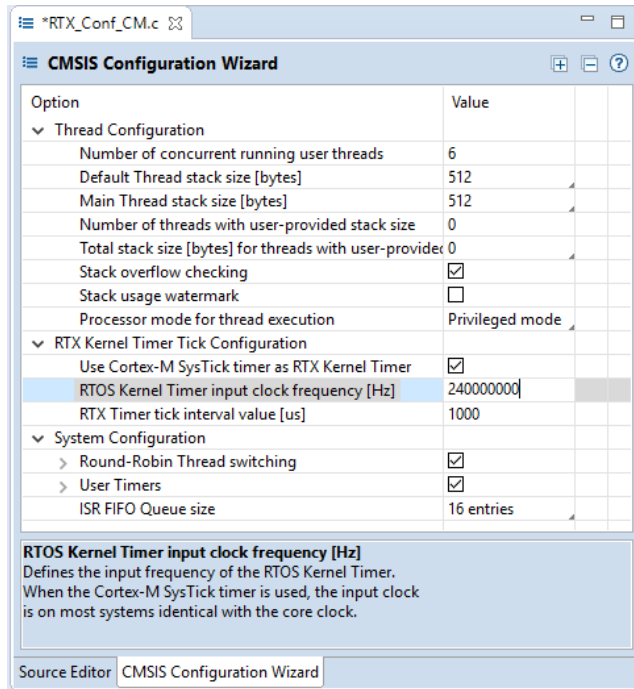 *RTX_Conf_CM.c
CMSIS Configuration Wizard
Option Value
Thread Configuration
Number of concurrent running user threads 6
Default Thread stack size [bytes] 512
Main Thread stack size [bytes] 512
Number of threads with user-provided stack size 0
Total stack size [bytes] for threads with user-provided 0
Stack overflow checking
Stack usage watermark
Processor mode for thread execution Privileged mode
RTX Kernel Timer Tick Configuration
Use Cortex-M SysTick timer as RTX Kernel Timer
RTOS Kernel Timer input clock frequency [Hz] 240000000
RTX Timer tick interval value [us] 1000
System Configuration
Round-Robin Thread switching
User Timers
ISR FIFO Queue size 16 entries
RTOS Kernel Timer input clock frequency [Hz]
Defines the input frequency of the RTOS Kernel Timer.
When the Cortex-M SysTick timer is used, the input clock
is on most systems identical with the core clock.
Source Editor CMSIS Configuration Wizard